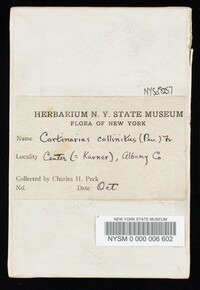 HERBARIUM N. Y. STATE MUSEUM
FLORA OF NEW YORK
Name Cortinarius collinitus (Pers.) Fr.
Locality Center (= Karner), Albany Co.
Collected by Charles H. Peck
No. Date Oct
NEW YORK STATE MUSEUM
NYSM 0 000 006 602